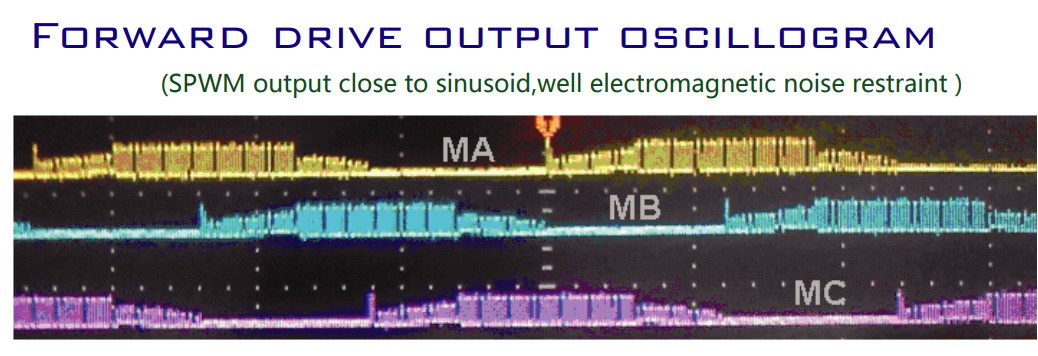 FORWARD DRIVE OUTPUT OSCILLOGRAM
(SPWM output close to sinusoid,well electromagnetic noise restraint )
MA
MB
MC